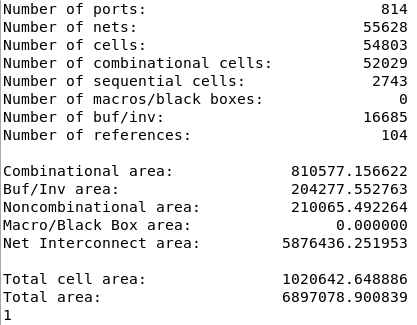 Number of ports: 814
Number of nets: 55628
Number of cells: 54803
Number of combinational cells: 52029
Number of sequential cells: 2743
Number of macros/black boxes: 0
Number of buf/inv: 16685
Number of references: 104
Combinational area: 810577.156622
Buf/Inv area: 204277.552763
Noncombinational area: 210065.492264
Macro/Black Box area: 0.000000
Net Interconnect area: 5876436.251953
Total cell area: 1020642.648886
Total area: 6897078.900839
1